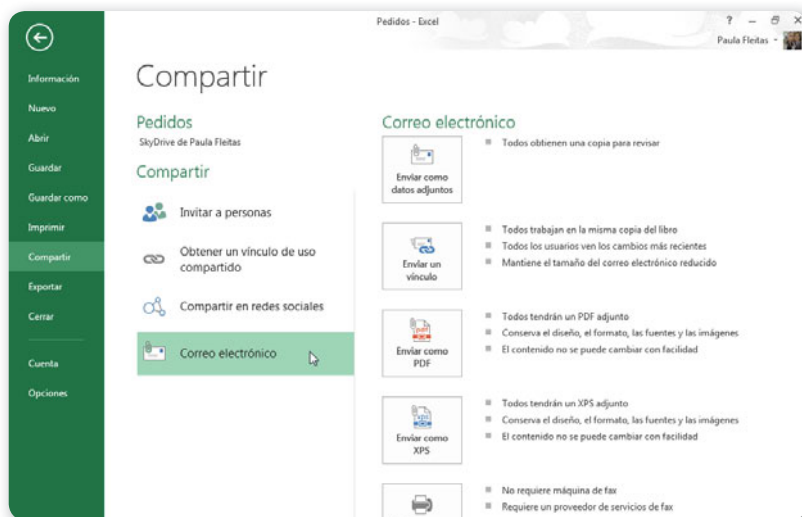 Pedidos - Excel
?
Paula Fleitas
Información
Nuevo
Abrir
Guardar
Guardar como
Imprimir
Compartir
Exportar
Cerrar
Cuenta
Opciones
Compartir
Pedidos
SkyDrive de Paula Fleitas
Compartir
Invitar a personas
Obtener un vínculo de uso
compartido
Compartir en redes sociales
Correo electrónico
Correo electrónico
Enviar como
datos adjuntos
Todos obtienen una copia para revisar
Enviar un
vínculo
Todos trabajan en la misma copia del libro
Todos los usuarios ven los cambios más recientes
Mantiene el tamaño del correo electrónico reducido
PDF
Enviar como
PDF
Todos tendrán un PDF adjunto
Conserva el diseño, el formato, las fuentes y las imágenes
El contenido no se puede cambiar con facilidad
XPS
Enviar como
XPS
Todos tendrán un XPS adjunto
Conserva el diseño, el formato, las fuentes y las imágenes
El contenido no se puede cambiar con facilidad
No requiere máquina de fax
Requiere un proveedor de servicios de fax